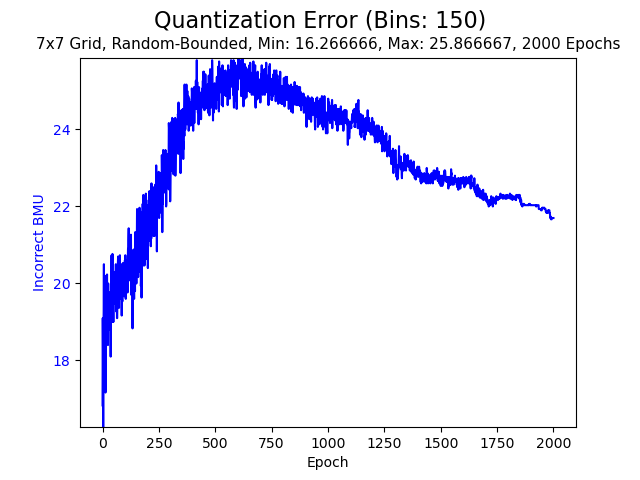 Quantization Error (Bins: 150)
7x7 Grid, Random-Bounded, Min: 16.266666, Max: 25.866667, 2000 Epochs
24
22
20
18
Incorrect BMU
0 250 500 750 1000 1250 1500 1750 2000
Epoch